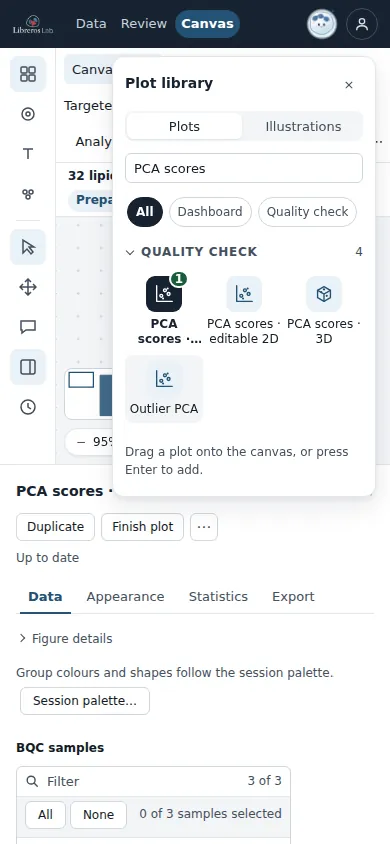 Libreros Lab
Data Review Canvas
Canva
Targete
Analy
32 lipi
Prepa
Plot library ×
Plots Illustrations
PCA scores
All Dashboard Quality check
QUALITY CHECK 4
1
PCA scores ·…
PCA scores · editable 2D
PCA scores · 3D
Outlier PCA
Drag a plot onto the canvas, or press
Enter to add.
− 95%
PCA scores ·
Duplicate Finish plot ···
Up to date
Data Appearance Statistics Export
Figure details
Group colours and shapes follow the session palette.
Session palette…
BQC samples
Filter 3 of 3
All None 0 of 3 samples selected